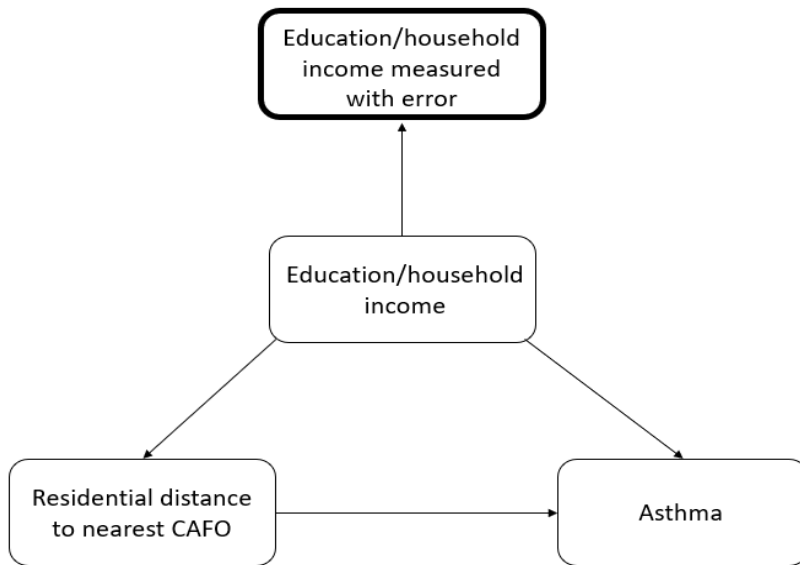 Education/household
income measured
with error
Education/household
income
Residential distance
to nearest CAFO
Asthma